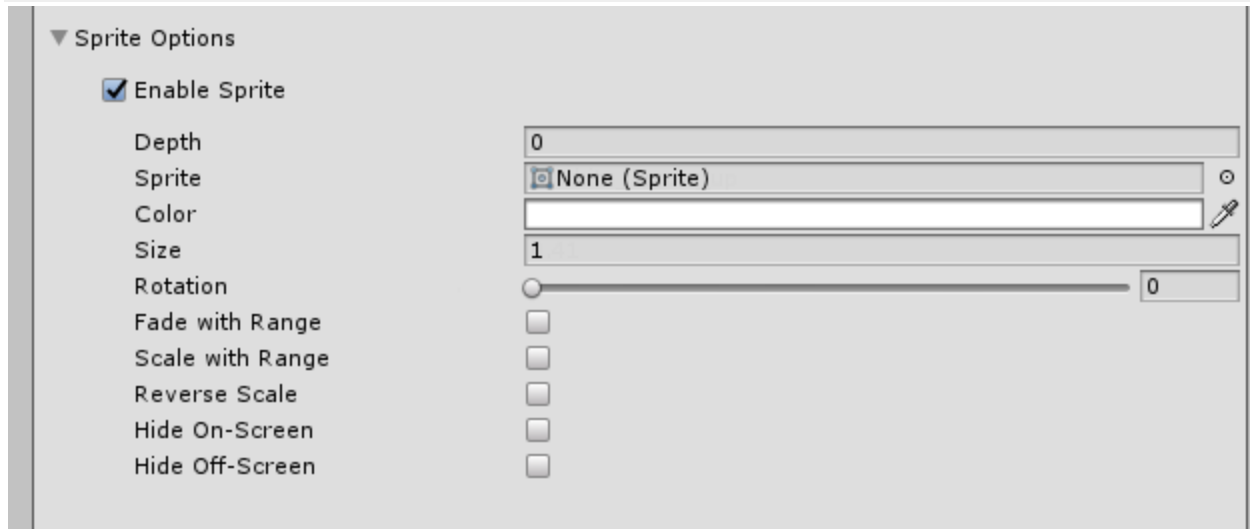 Sprite Options
Enable Sprite
Depth 0
Sprite None (Sprite)
Color
Size 1
Rotation 0
Fade with Range
Scale with Range
Reverse Scale
Hide On-Screen
Hide Off-Screen